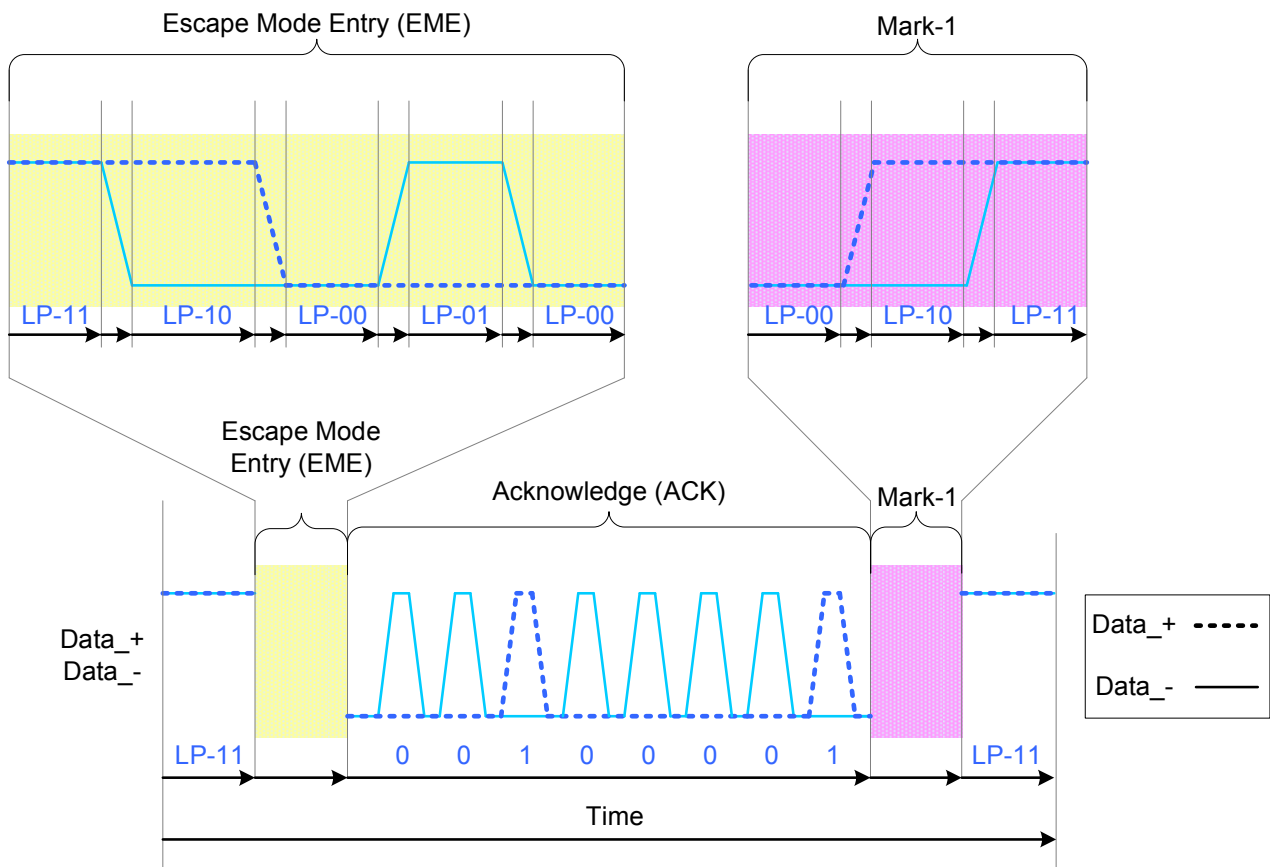 Escape Mode Entry (EME)
Mark-1
LP-11 LP-10 LP-00 LP-01 LP-00
LP-00 LP-10 LP-11
Escape Mode
Entry (EME)
Acknowledge (ACK)
Mark-1
Data_+
Data_-
Data_+
Data_-
LP-11 0 0 1 0 0 0 0 1 LP-11
Time